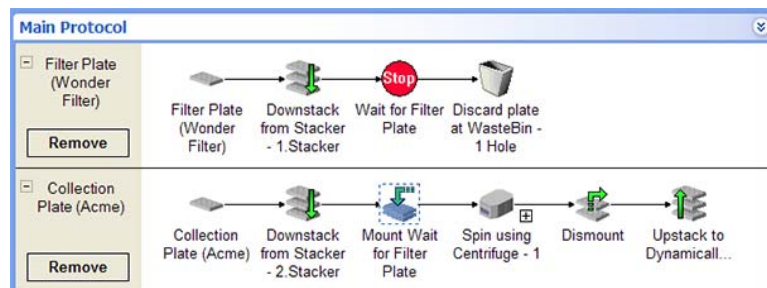 Main Protocol
Filter Plate
(Wonder
Filter)
Remove
Filter Plate
(Wonder
Filter)
Downstack
from Stacker
- 1.Stacker
Stop
Wait for Filter
Plate
Discard plate
at WasteBin -
1 Hole
Collection
Plate (Acme)
Remove
Collection
Plate (Acme)
Downstack
from Stacker
- 2.Stacker
Mount Wait
for Filter
Plate
Spin using
Centrifuge - 1
Dismount
Upstack to
Dynamicall...